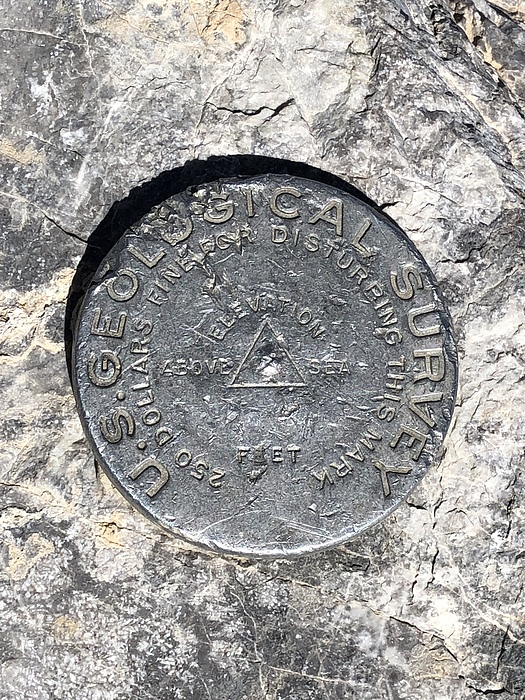 U.S. GEOLOGICAL SURVEY
250 DOLLARS FINE FOR DISTURBING THIS MARK
ELEVATION
ABOVE SEA
FEET